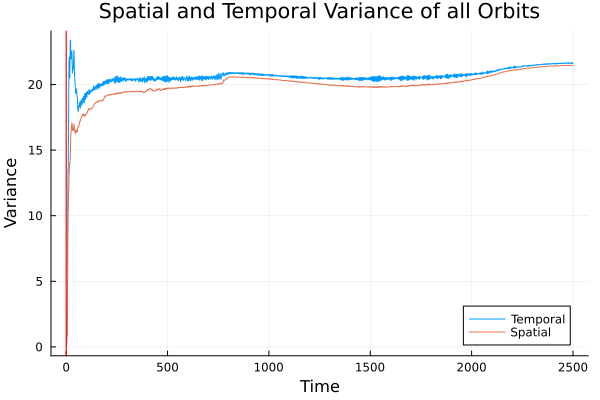 Spatial and Temporal Variance of all Orbits
Variance
20
15
10
5
0
Temporal
Spatial
0 500 1000 1500 2000 2500
Time